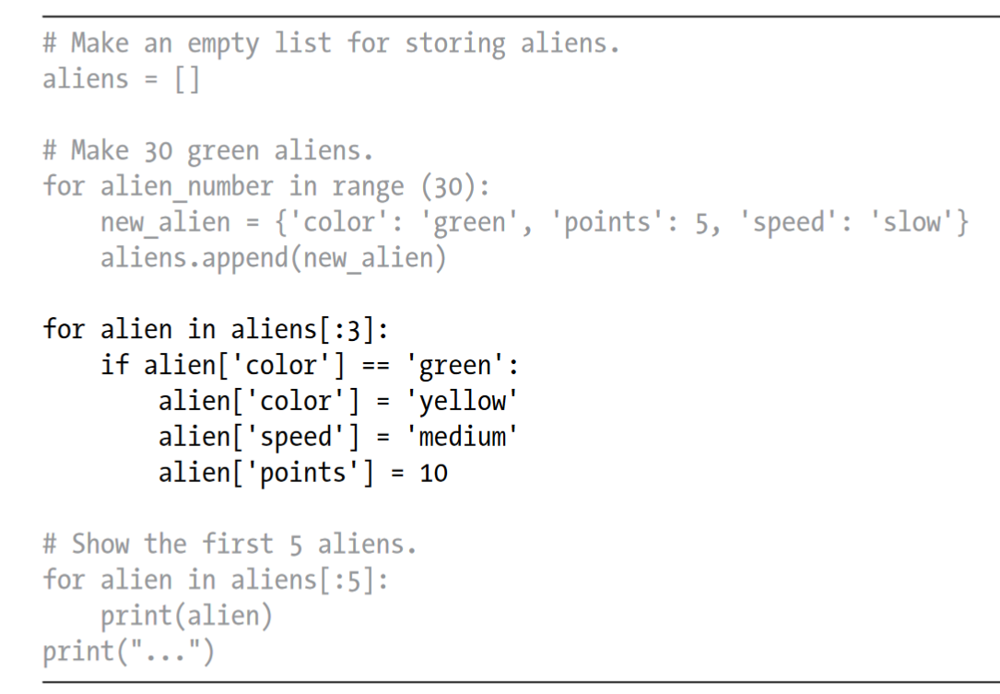 # Make an empty list for storing aliens.
aliens = []

# Make 30 green aliens.
for alien_number in range (30):
    new_alien = {'color': 'green', 'points': 5, 'speed': 'slow'}
    aliens.append(new_alien)

for alien in aliens[:3]:
    if alien['color'] == 'green':
        alien['color'] = 'yellow'
        alien['speed'] = 'medium'
        alien['points'] = 10

# Show the first 5 aliens.
for alien in aliens[:5]:
    print(alien)
print("...")